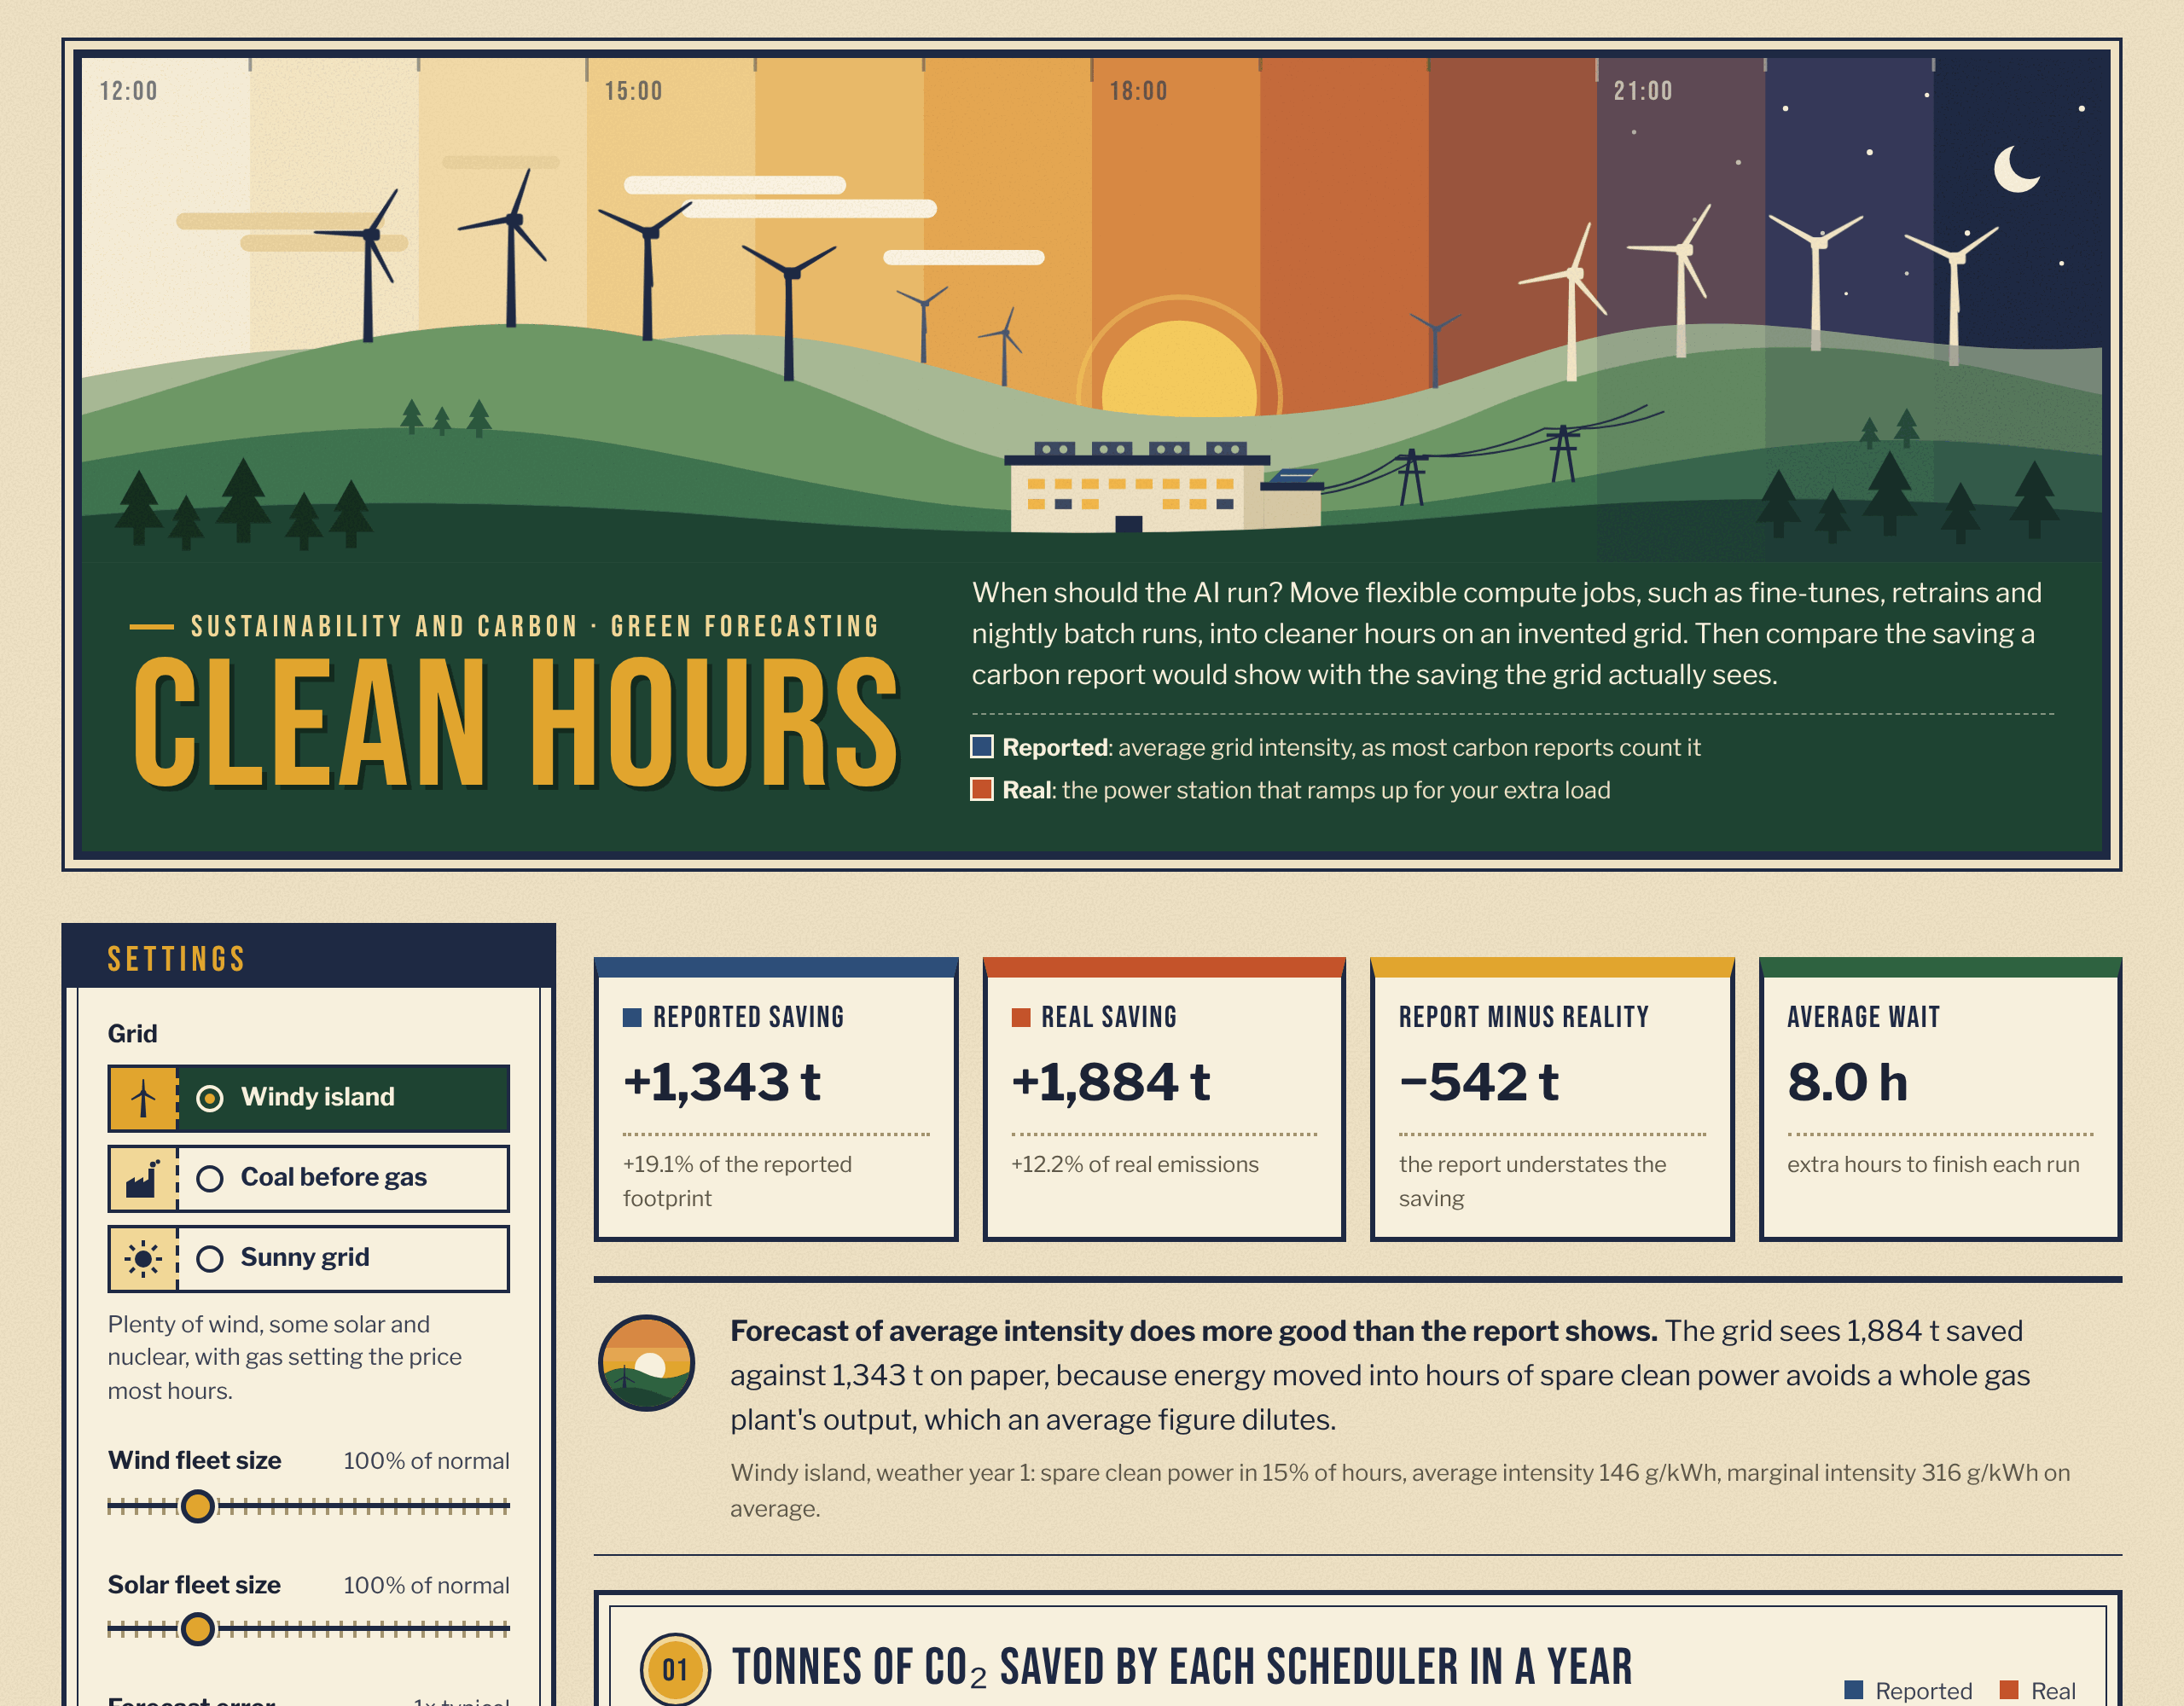 12:00
15:00
18:00
21:00
SUSTAINABILITY AND CARBON · GREEN FORECASTING
CLEAN HOURS
When should the AI run? Move flexible compute jobs, such as fine-tunes, retrains and
nightly batch runs, into cleaner hours on an invented grid. Then compare the saving a
carbon report would show with the saving the grid actually sees.
Reported: average grid intensity, as most carbon reports count it
Real: the power station that ramps up for your extra load
SETTINGS
Grid
Windy island
Coal before gas
Sunny grid
Plenty of wind, some solar and
nuclear, with gas setting the price
most hours.
Wind fleet size
100% of normal
Solar fleet size
100% of normal
Forecast error
1x typical
REPORTED SAVING
+1,343 t
+19.1% of the reported
footprint
REAL SAVING
+1,884 t
+12.2% of real emissions
REPORT MINUS REALITY
−542 t
the report understates the
saving
AVERAGE WAIT
8.0 h
extra hours to finish each run
Forecast of average intensity does more good than the report shows. The grid sees 1,884 t saved
against 1,343 t on paper, because energy moved into hours of spare clean power avoids a whole gas
plant's output, which an average figure dilutes.
Windy island, weather year 1: spare clean power in 15% of hours, average intensity 146 g/kWh, marginal intensity 316 g/kWh on
average.
01
TONNES OF CO₂ SAVED BY EACH SCHEDULER IN A YEAR
Reported
Real